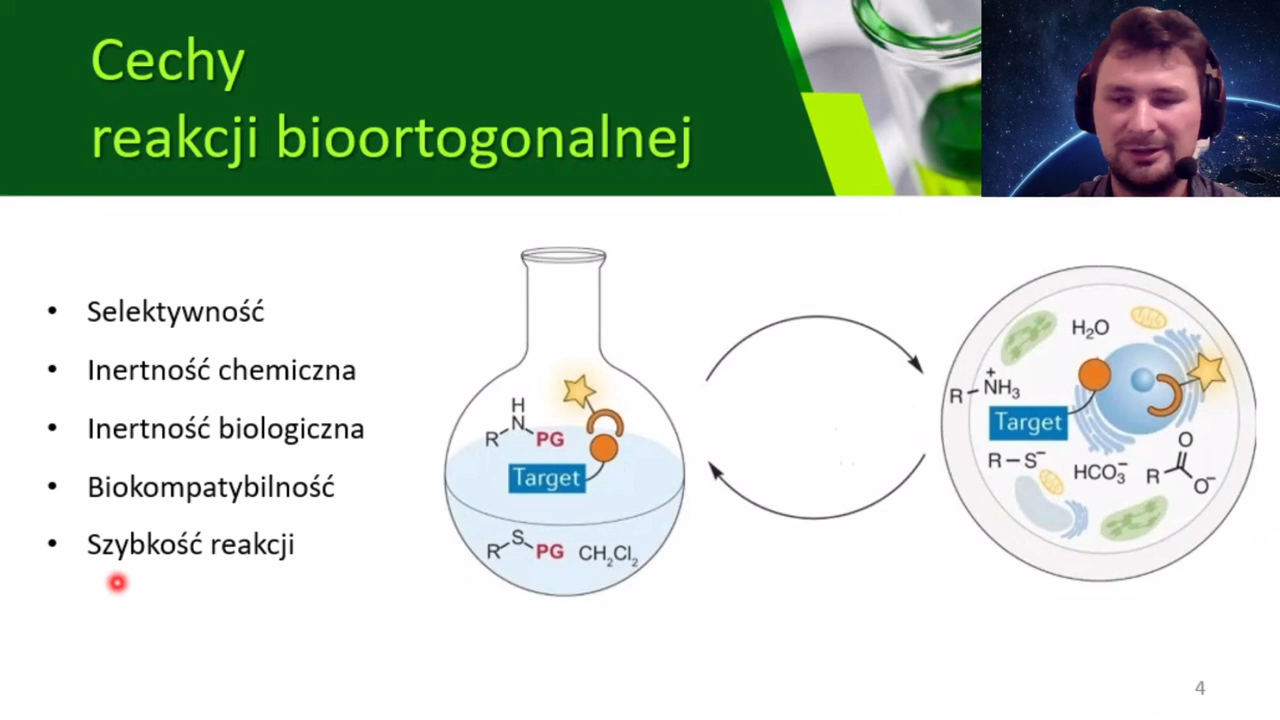 Cechy
reakcji bioortogonalnej
• Selektywność
• Inertność chemiczna
• Inertność biologiczna
• Biokompatybilność
• Szybkość reakcji
H
R N PG
Target
R S PG CH₂Cl₂
H₂O
R – NH₃⁺
Target
R – S⁻
HCO₃⁻
O
R O⁻
4